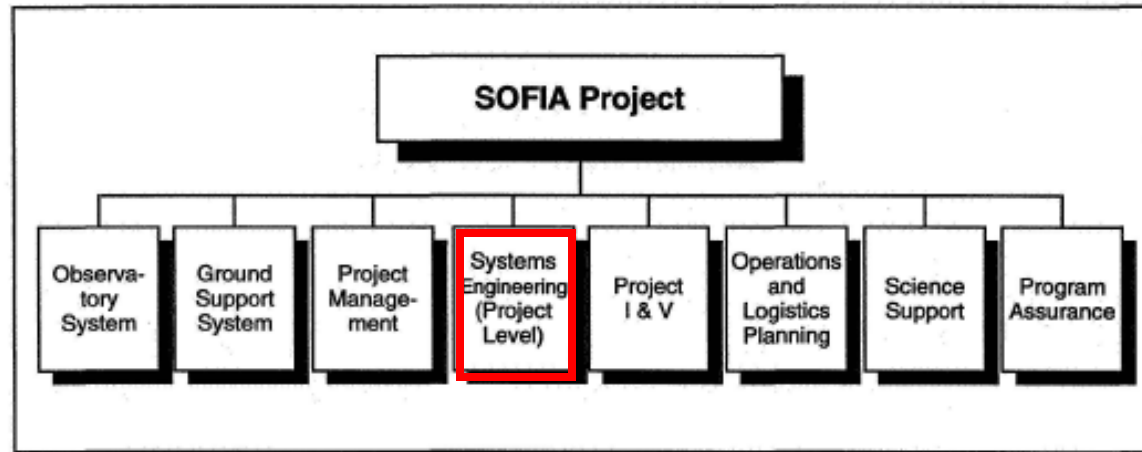 SOFIA Project
Observa-
tory
System
Ground
Support
System
Project
Manage-
ment
Systems
Engineering
(Project
Level)
Project
I & V
Operations
and
Logistics
Planning
Science
Support
Program
Assurance